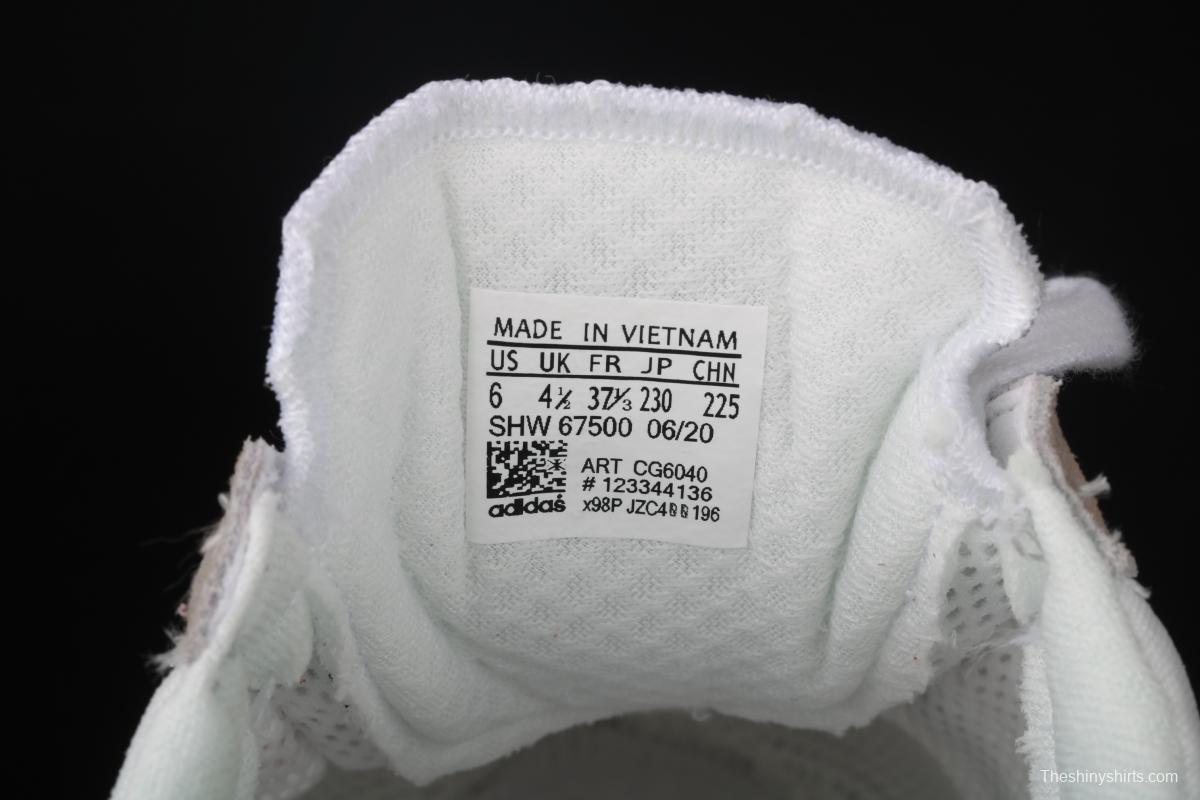 MADE IN VIETNAM
US UK FR JP CHN
6 4½ 37⅓ 230 225
SHW 67500 06/20
ART CG6040
# 123344136
adidas
x98P JZC4 196
Theshinyshirts.com